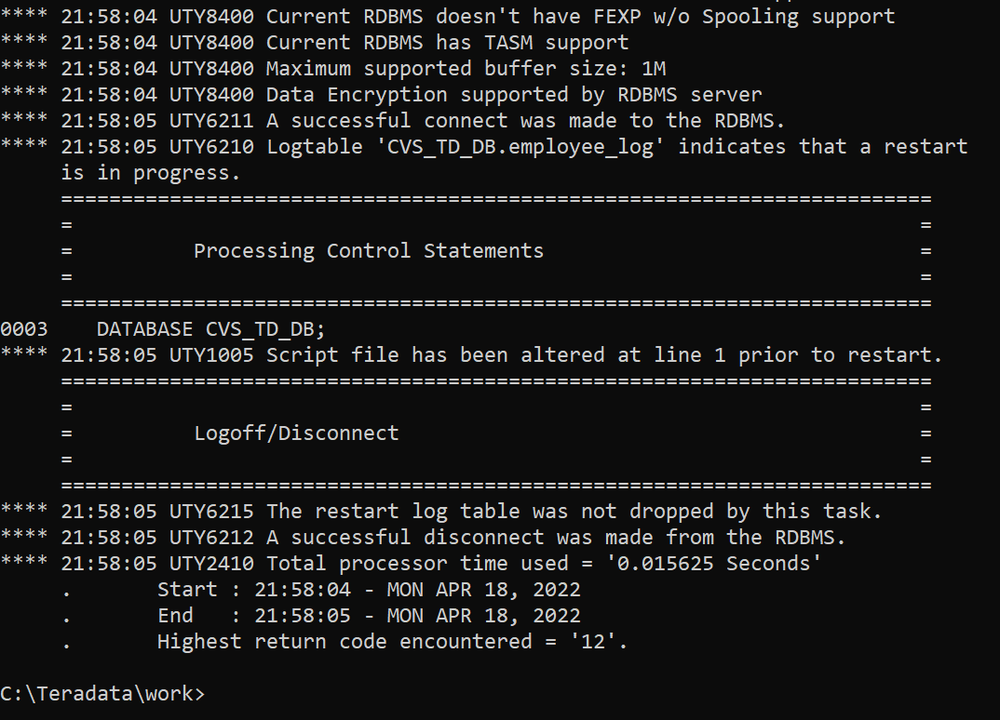 **** 21:58:04 UTY8400 Current RDBMS doesn't have FEXP w/o Spooling support
**** 21:58:04 UTY8400 Current RDBMS has TASM support
**** 21:58:04 UTY8400 Maximum supported buffer size: 1M
**** 21:58:04 UTY8400 Data Encryption supported by RDBMS server
**** 21:58:05 UTY6211 A successful connect was made to the RDBMS.
**** 21:58:05 UTY6210 Logtable 'CVS_TD_DB.employee_log' indicates that a restart
     is in progress.
     ========================================================================
     =                                                                      =
     =          Processing Control Statements                               =
     =                                                                      =
     ========================================================================
0003    DATABASE CVS_TD_DB;
**** 21:58:05 UTY1005 Script file has been altered at line 1 prior to restart.
     ========================================================================
     =                                                                      =
     =          Logoff/Disconnect                                           =
     =                                                                      =
     ========================================================================
**** 21:58:05 UTY6215 The restart log table was not dropped by this task.
**** 21:58:05 UTY6212 A successful disconnect was made from the RDBMS.
**** 21:58:05 UTY2410 Total processor time used = '0.015625 Seconds'
     .       Start : 21:58:04 - MON APR 18, 2022
     .       End   : 21:58:05 - MON APR 18, 2022
     .       Highest return code encountered = '12'.
C:\Teradata\work>